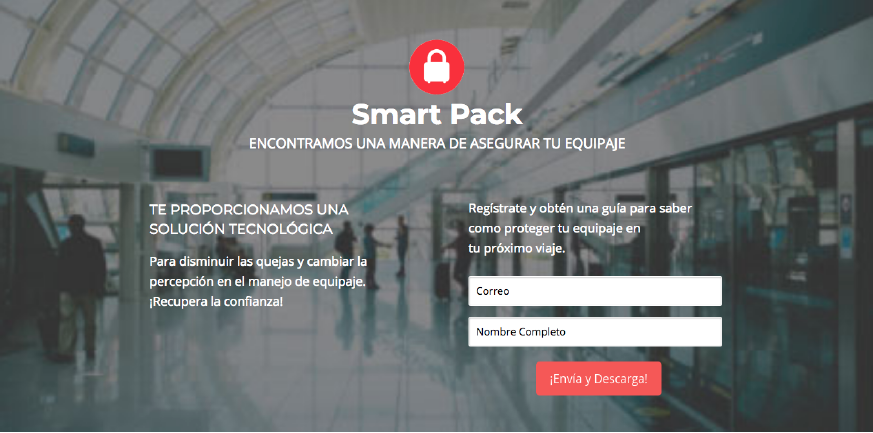 Smart Pack
ENCONTRAMOS UNA MANERA DE ASEGURAR TU EQUIPAJE
TE PROPORCIONAMOS UNA
SOLUCIÓN TECNOLÓGICA
Para disminuir las quejas y cambiar la
percepción en el manejo de equipaje.
¡Recupera la confianza!
Regístrate y obtén una guía para saber
como proteger tu equipaje en
tu próximo viaje.
Correo
Nombre Completo
¡Envía y Descarga!